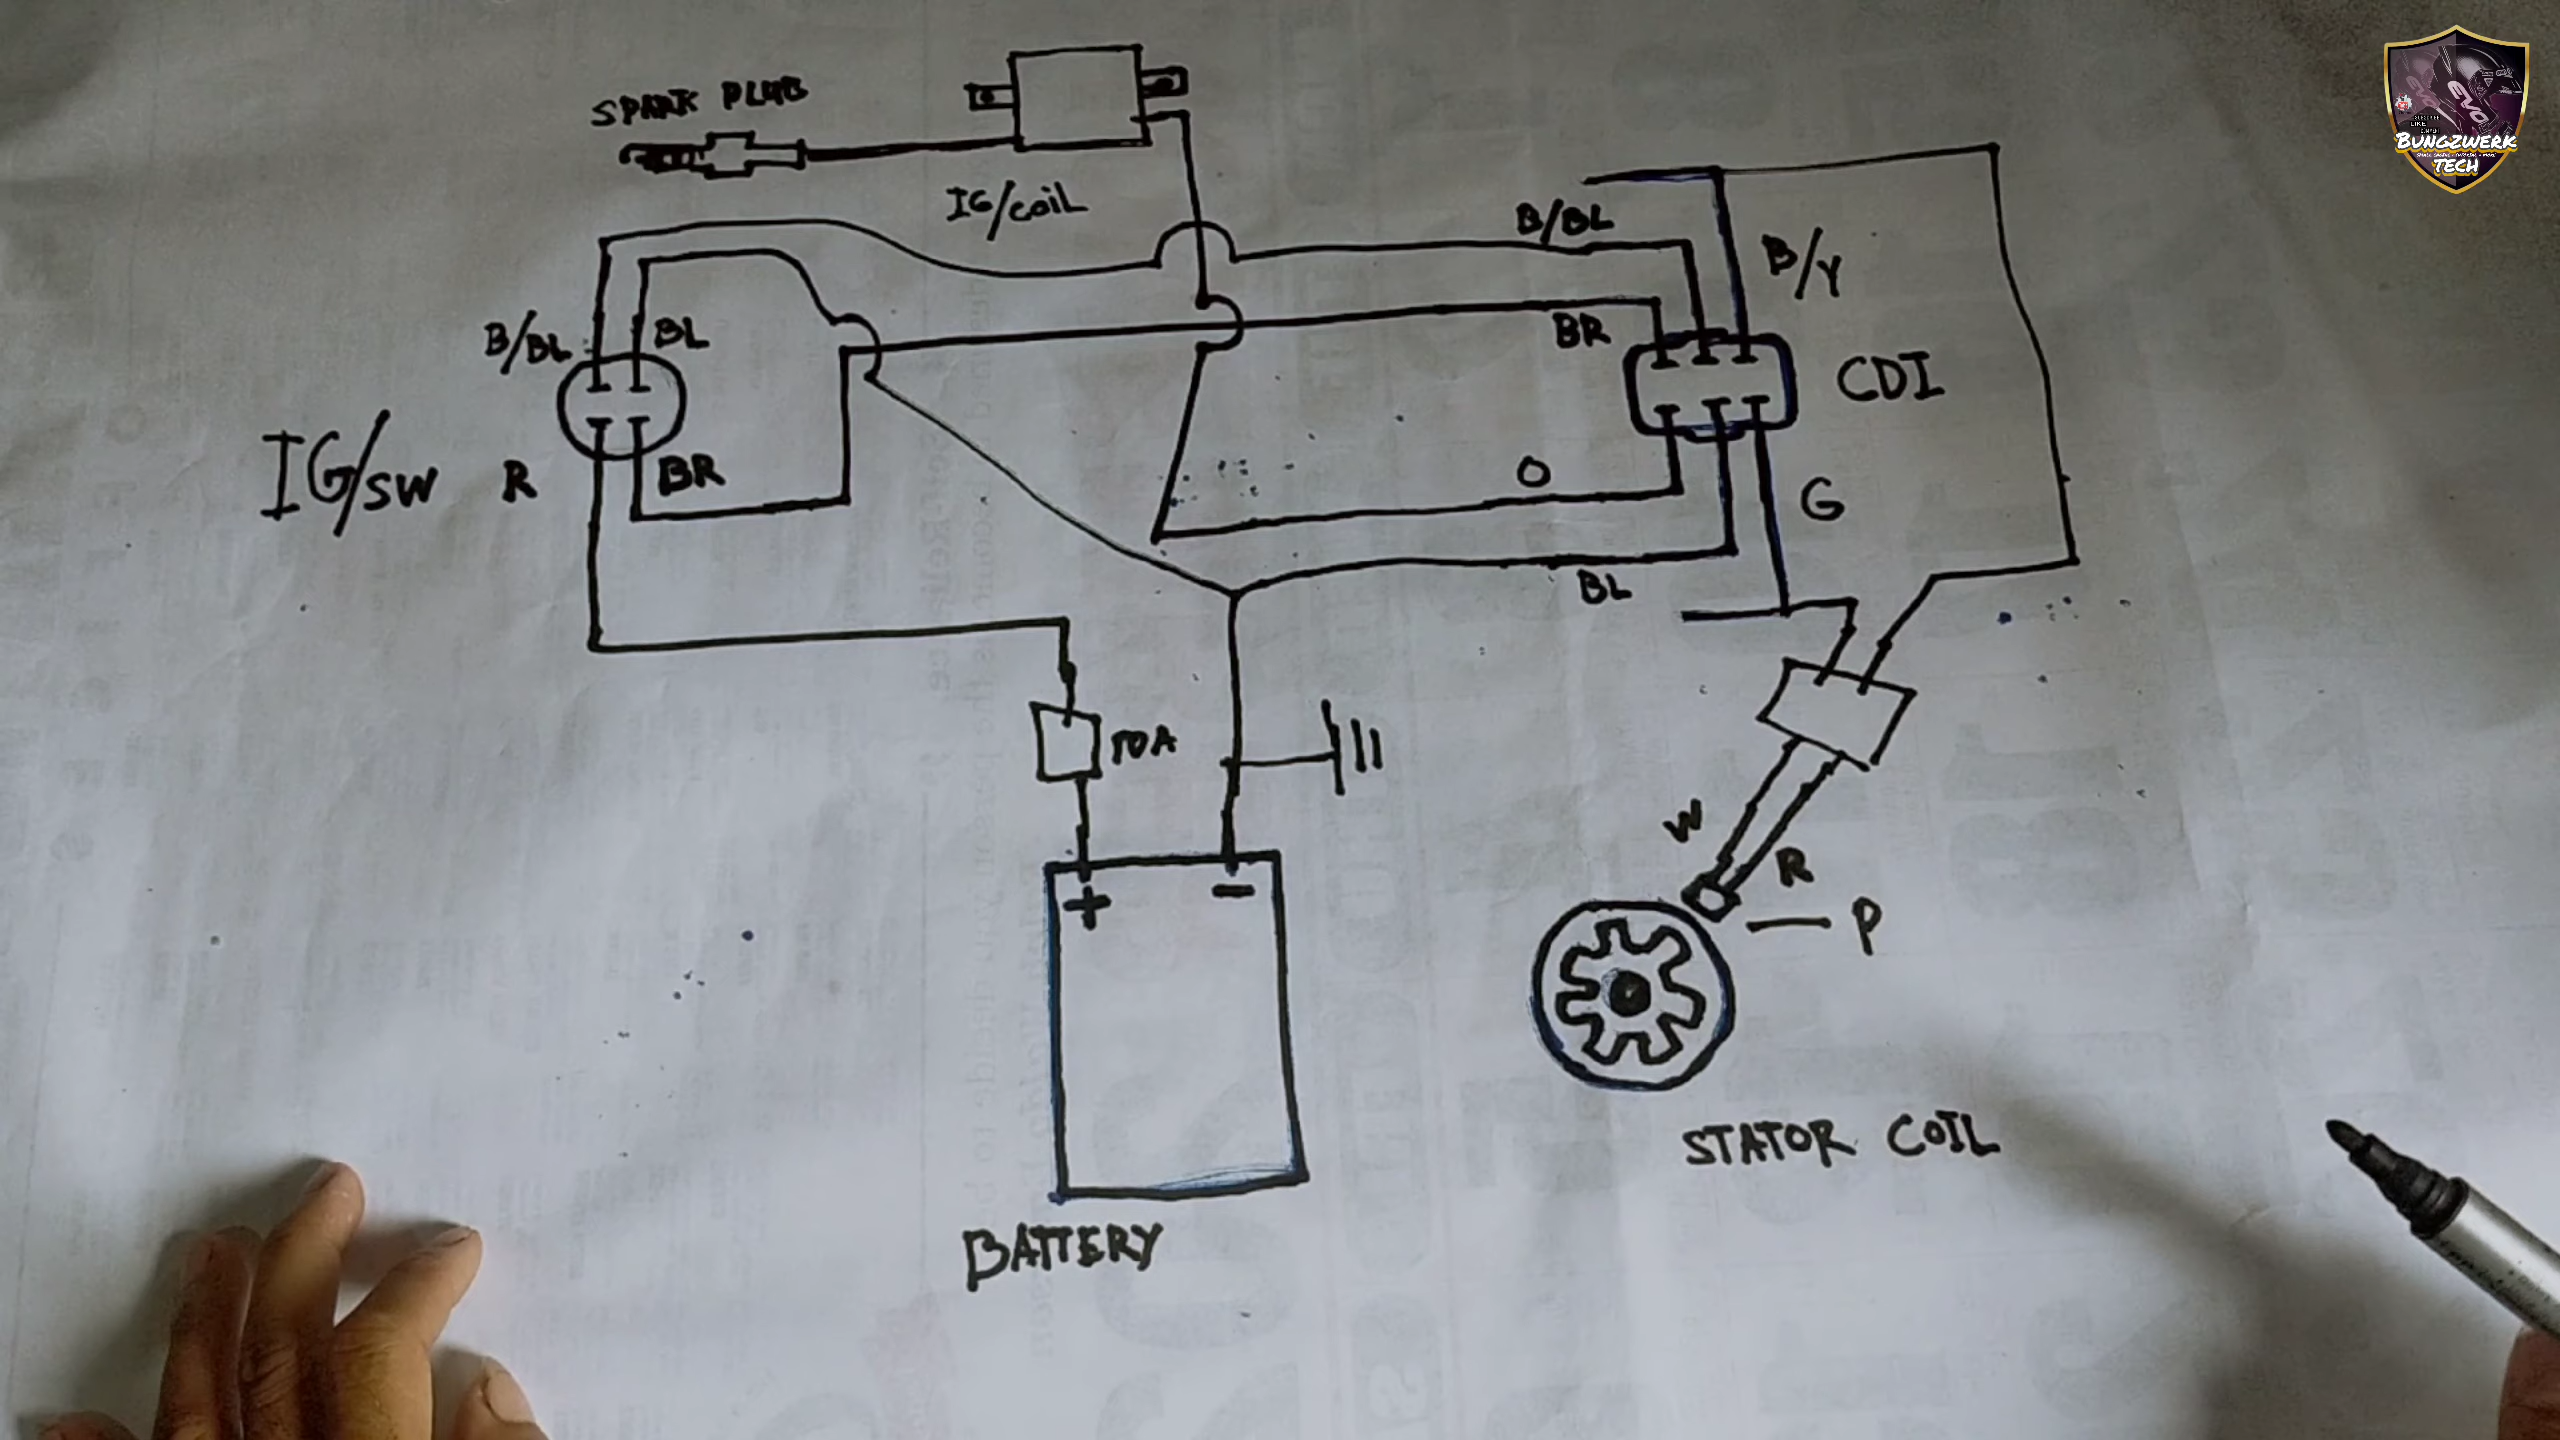 SPARK PLUG
IG/COIL
B/BL
B/Y
B/BL
BL
BR
CDI
IG/SW
R
BR
O
G
BL
10A
W
R
P
+
-
STATOR COIL
BATTERY
BUNGZWERK
TECH
EVO